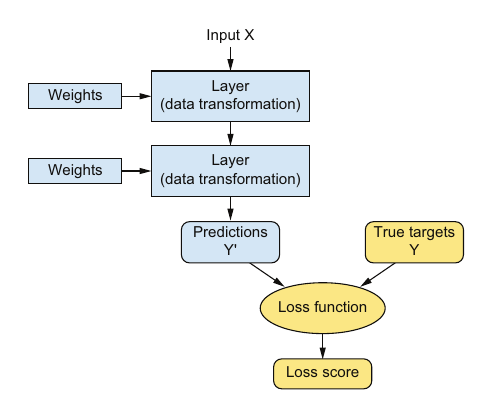 Input X
Weights
Layer
(data transformation)
Weights
Layer
(data transformation)
Predictions
Y'
True targets
Y
Loss function
Loss score